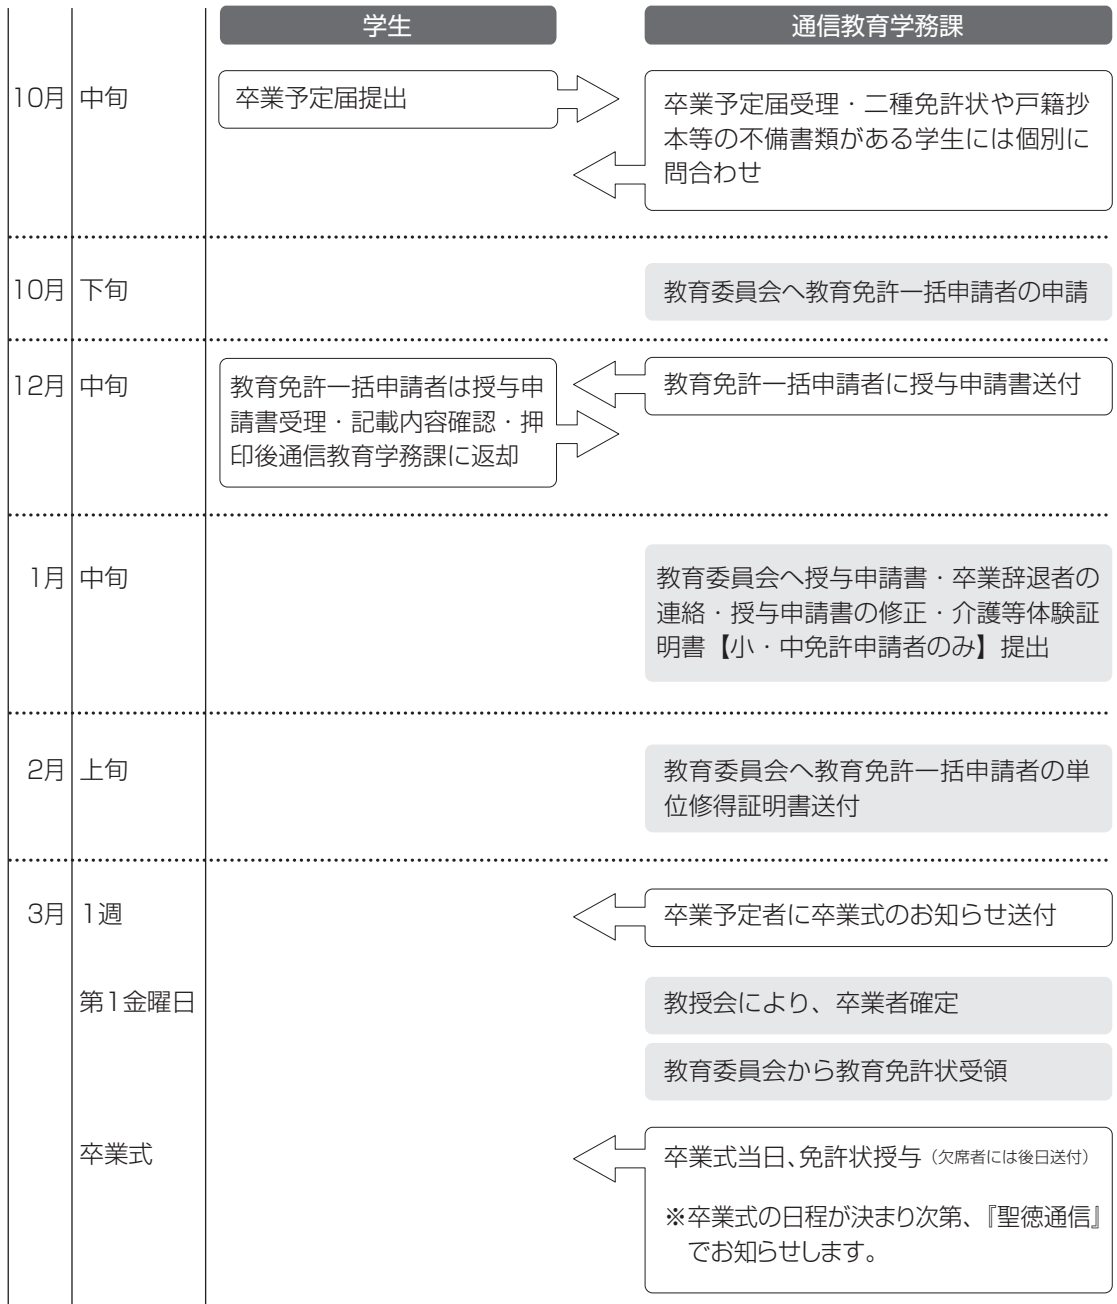 学生
通信教育学務課
10月 中旬
卒業予定届提出
卒業予定届受理・二種免許状や戸籍抄
本等の不備書類がある学生には個別に
問合わせ
10月 下旬
教育委員会へ教育免許一括申請者の申請
12月 中旬
教育免許一括申請者は授与申
請書受理・記載内容確認・押
印後通信教育学務課に返却
教育免許一括申請者に授与申請書送付
1月 中旬
教育委員会へ授与申請書・卒業辞退者の
連絡・授与申請書の修正・介護等体験証
明書【小・中免許申請者のみ】提出
2月 上旬
教育委員会へ教育免許一括申請者の単
位修得証明書送付
3月 1週
卒業予定者に卒業式のお知らせ送付
第1金曜日
教授会により、卒業者確定
教育委員会から教育免許状受領
卒業式
卒業式当日、免許状授与（欠席者には後日送付）
※卒業式の日程が決まり次第、『聖徳通信』
でお知らせします。